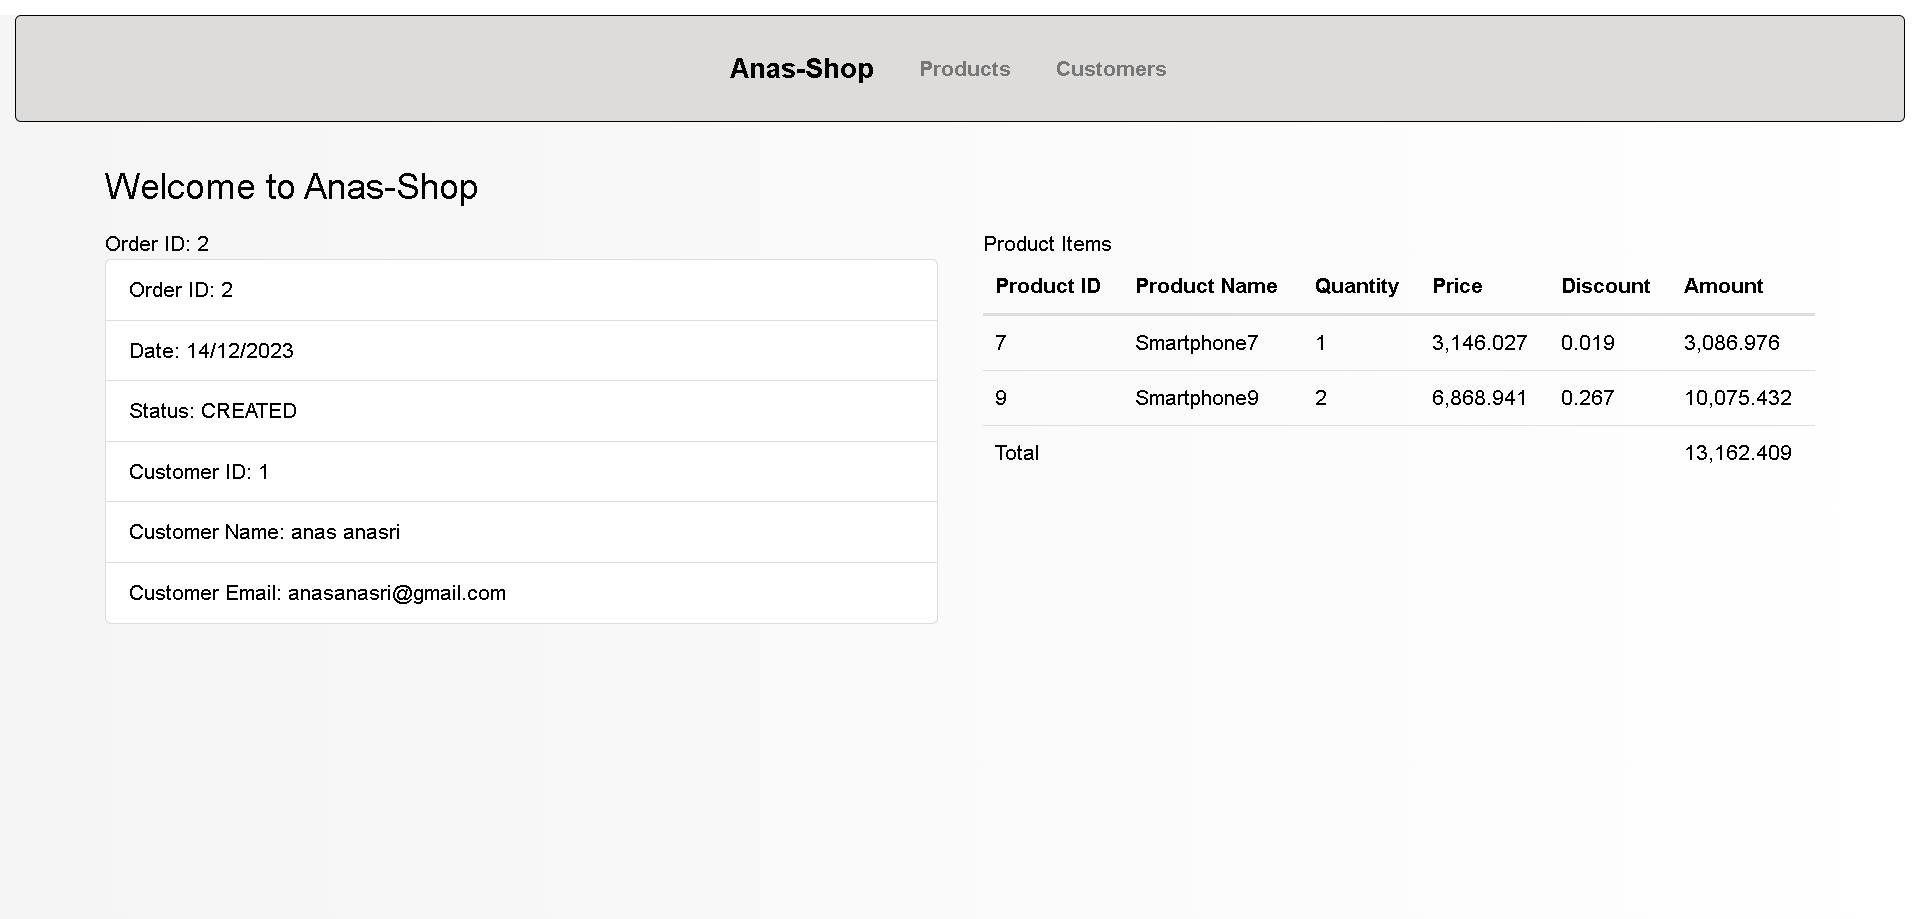 Anas-Shop Products Customers
Welcome to Anas-Shop
Order ID: 2
Order ID: 2
Date: 14/12/2023
Status: CREATED
Customer ID: 1
Customer Name: anas anasri
Customer Email: anasanasri@gmail.com
Product Items
Product ID Product Name Quantity Price Discount Amount
7 Smartphone7 1 3,146.027 0.019 3,086.976
9 Smartphone9 2 6,868.941 0.267 10,075.432
Total 13,162.409